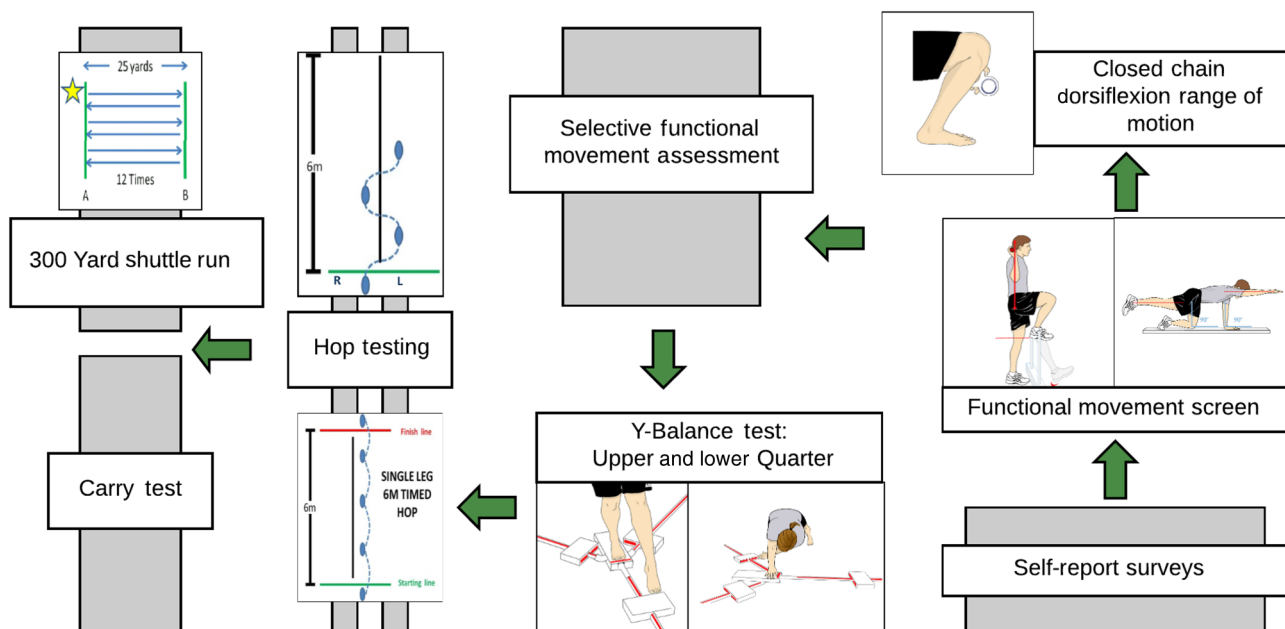 25 yards
12 Times
A
B
300 Yard shuttle run
Carry test
6m
R
L
Hop testing
Finish line
SINGLE LEG
6M TIMED
HOP
6m
Starting line
Selective functional
movement assessment
Y-Balance test:
Upper and lower Quarter
Closed chain
dorsiflexion range of
motion
90°
90°
Functional movement screen
Self-report surveys